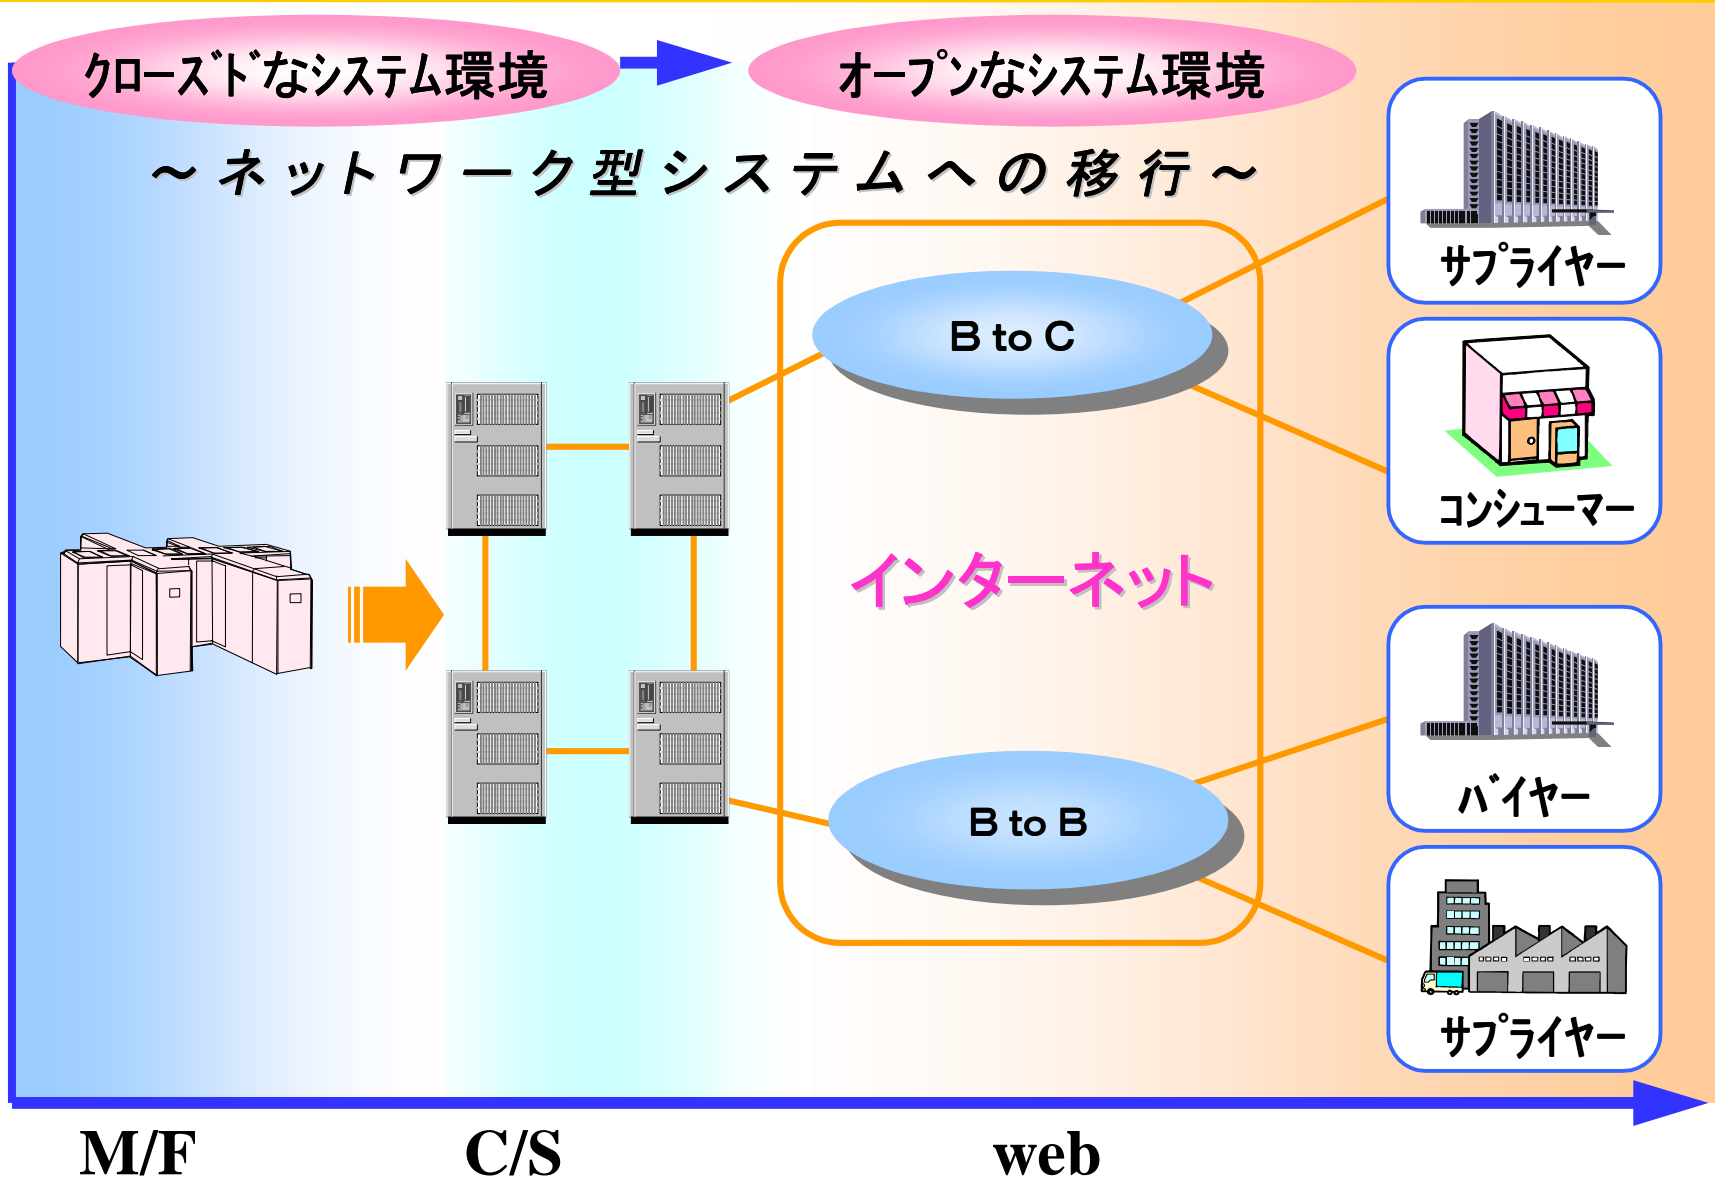 クローズドなシステム環境
オープンなシステム環境
～ネットワーク型システムへの移行～
サプライヤー
B to C
コンシューマー
インターネット
バイヤー
B to B
サプライヤー
M/F
C/S
web